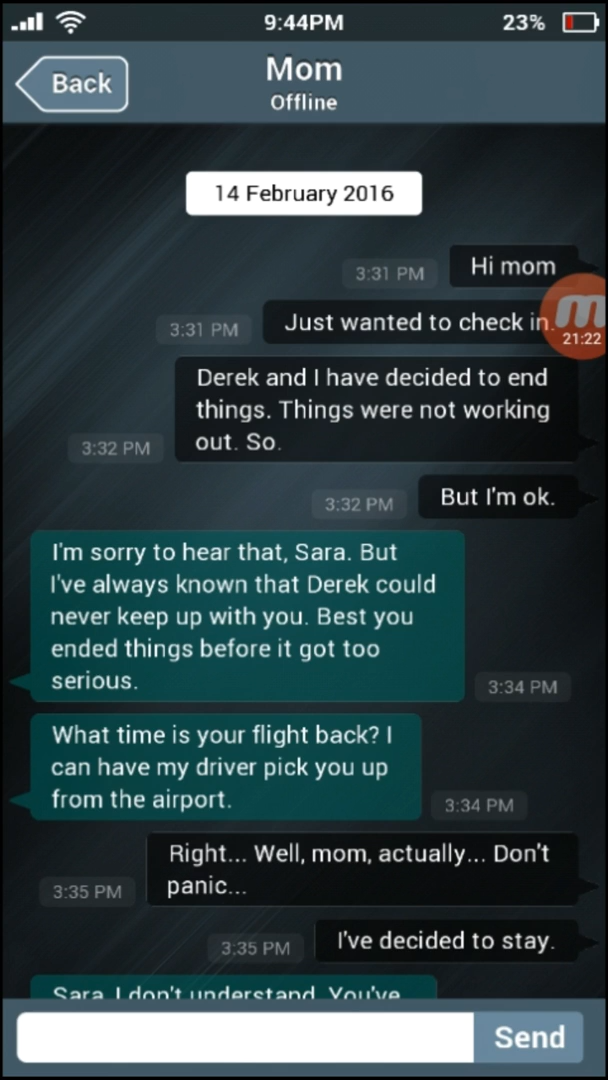 9:44PM
23%
Back
Mom
Offline
14 February 2016
3:31 PM
Hi mom
3:31 PM
Just wanted to check in.
m
21:22
Derek and I have decided to end
things. Things were not working
out. So.
3:32 PM
3:32 PM
But I'm ok.
I'm sorry to hear that, Sara. But
I've always known that Derek could
never keep up with you. Best you
ended things before it got too
serious.
3:34 PM
What time is your flight back? I
can have my driver pick you up
from the airport.
3:34 PM
Right... Well, mom, actually... Don't
panic...
3:35 PM
3:35 PM
I've decided to stay.
Sara, I don't understand. You've
Send